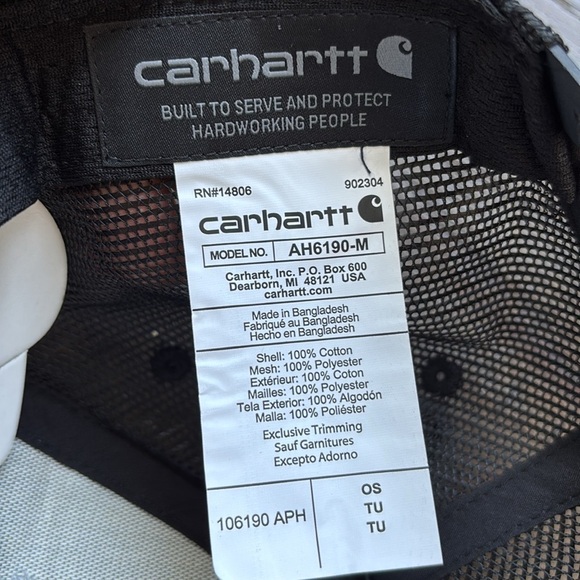 carhartt
BUILT TO SERVE AND PROTECT
HARDWORKING PEOPLE
RN#14806 902304
carhartt
MODEL NO. AH6190-M
Carhartt, Inc. P.O. Box 600
Dearborn, MI 48121 USA
carhartt.com
Made in Bangladesh
Fabriqué au Bangladesh
Hecho en Bangladesh
Shell: 100% Cotton
Mesh: 100% Polyester
Extérieur: 100% Coton
Mailles: 100% Polyester
Tela Exterior: 100% Algodón
Malla: 100% Poliéster
Exclusive Trimming
Sauf Garnitures
Excepto Adorno
106190 APH
OS
TU
TU